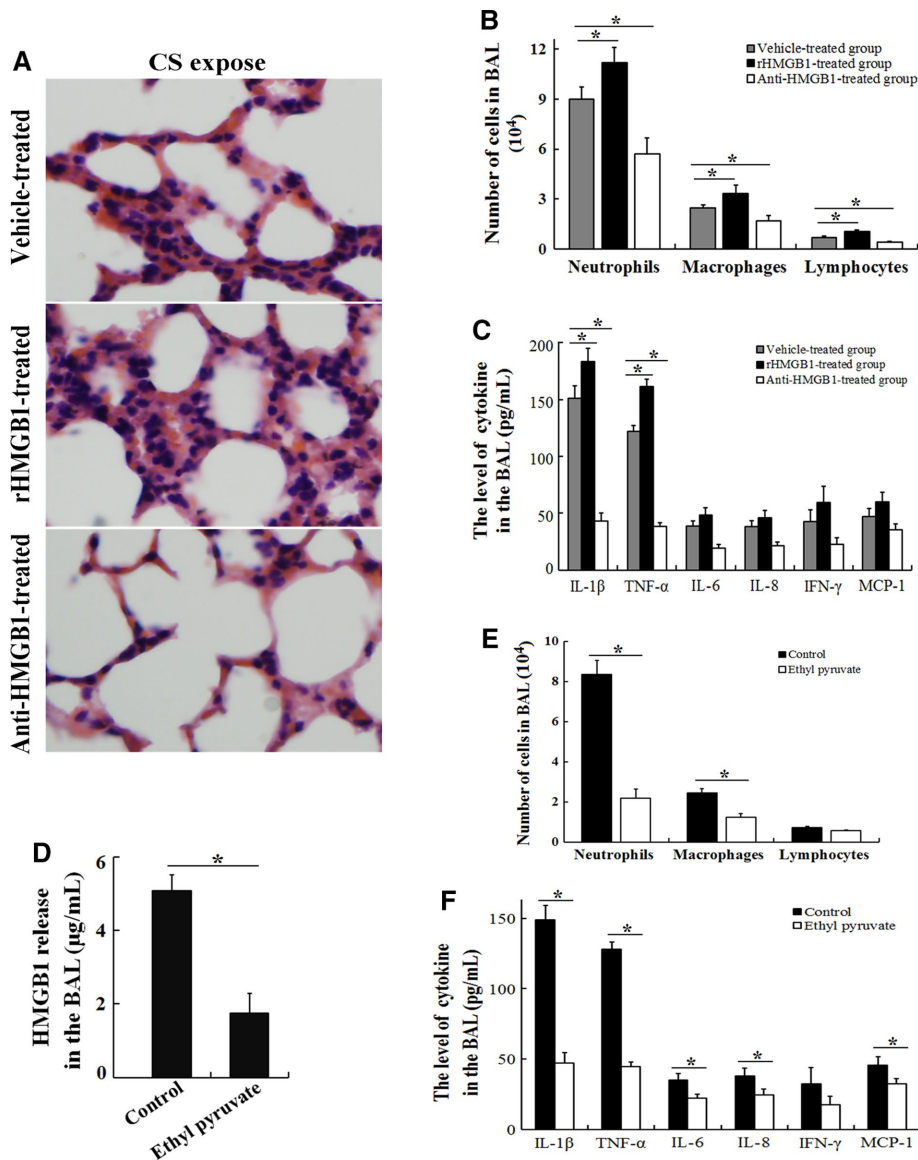 A
CS expose
Vehicle-treated
rHMGB1-treated
Anti-HMGB1-treated
B
Number of cells in BAL
(10⁴)
12
9
6
3
0
* * * * * *
Vehicle-treated group
rHMGB1-treated group
Anti-HMGB1-treated group
Neutrophils Macrophages Lymphocytes
C
The level of cytokine
in the BAL (pg/mL)
200
150
100
50
0
* * * *
Vehicle-treated group
rHMGB1-treated group
Anti-HMGB1-treated group
IL-1β TNF-α IL-6 IL-8 IFN-γ MCP-1
D
HMGB1 release
in the BAL (µg/mL)
6
4
2
0
*
Control
Ethyl pyruvate
E
Number of cells in BAL (10⁴)
10
8
6
4
2
0
* *
Control
Ethyl pyruvate
Neutrophils Macrophages Lymphocytes
F
The level of cytokine
in the BAL (pg/mL)
150
100
50
0
* * * * *
Control
Ethyl pyruvate
IL-1β TNF-α IL-6 IL-8 IFN-γ MCP-1